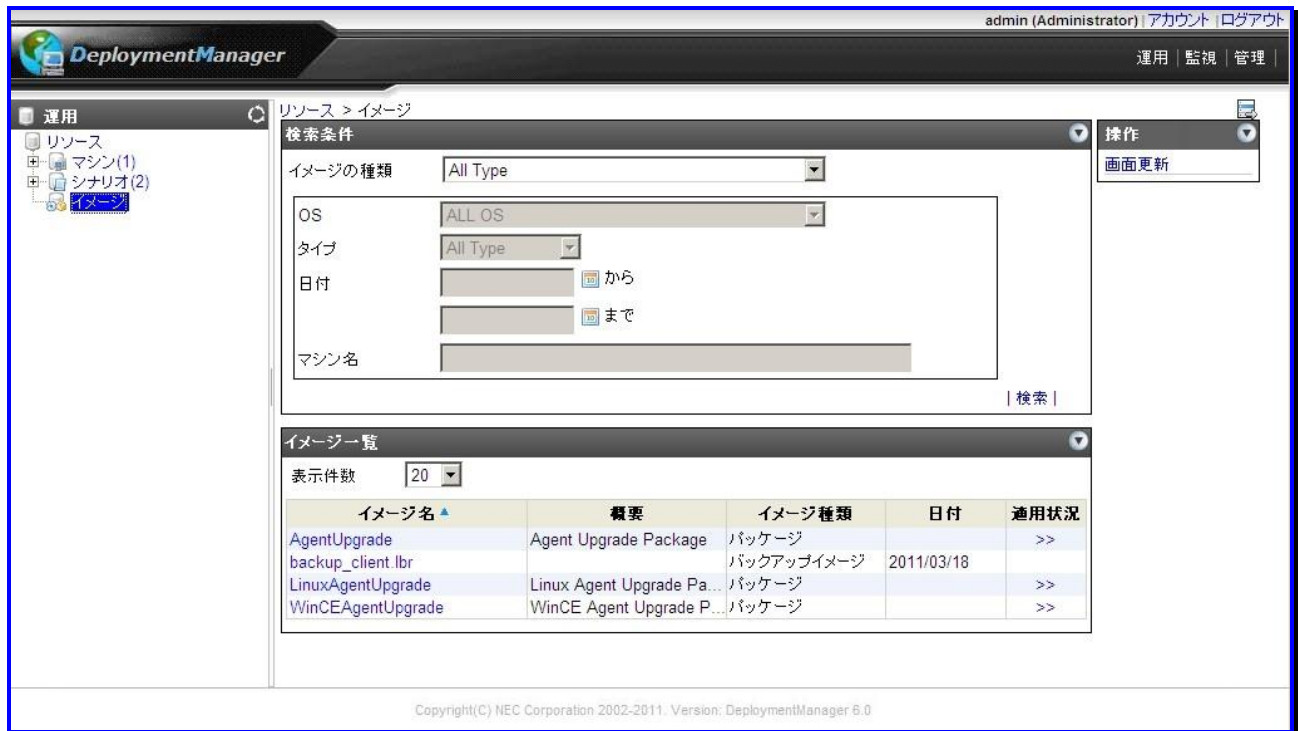 admin (Administrator) | アカウント | ログアウト
DeploymentManager
運用 | 監視 | 管理 |
運用
リソース
マシン(1)
シナリオ(2)
イメージ
リソース > イメージ
検索条件
イメージの種類 All Type
OS ALL OS
タイプ All Type
日付 から
まで
マシン名
| 検索 |
操作
画面更新
イメージ一覧
表示件数 20
イメージ名 概要 イメージ種類 日付 適用状況
AgentUpgrade Agent Upgrade Package パッケージ >>
backup_client.lbr バックアップイメージ 2011/03/18
LinuxAgentUpgrade Linux Agent Upgrade Pa... パッケージ >>
WinCEAgentUpgrade WinCE Agent Upgrade P... パッケージ >>
Copyright(C) NEC Corporation 2002-2011. Version: DeploymentManager 6.0